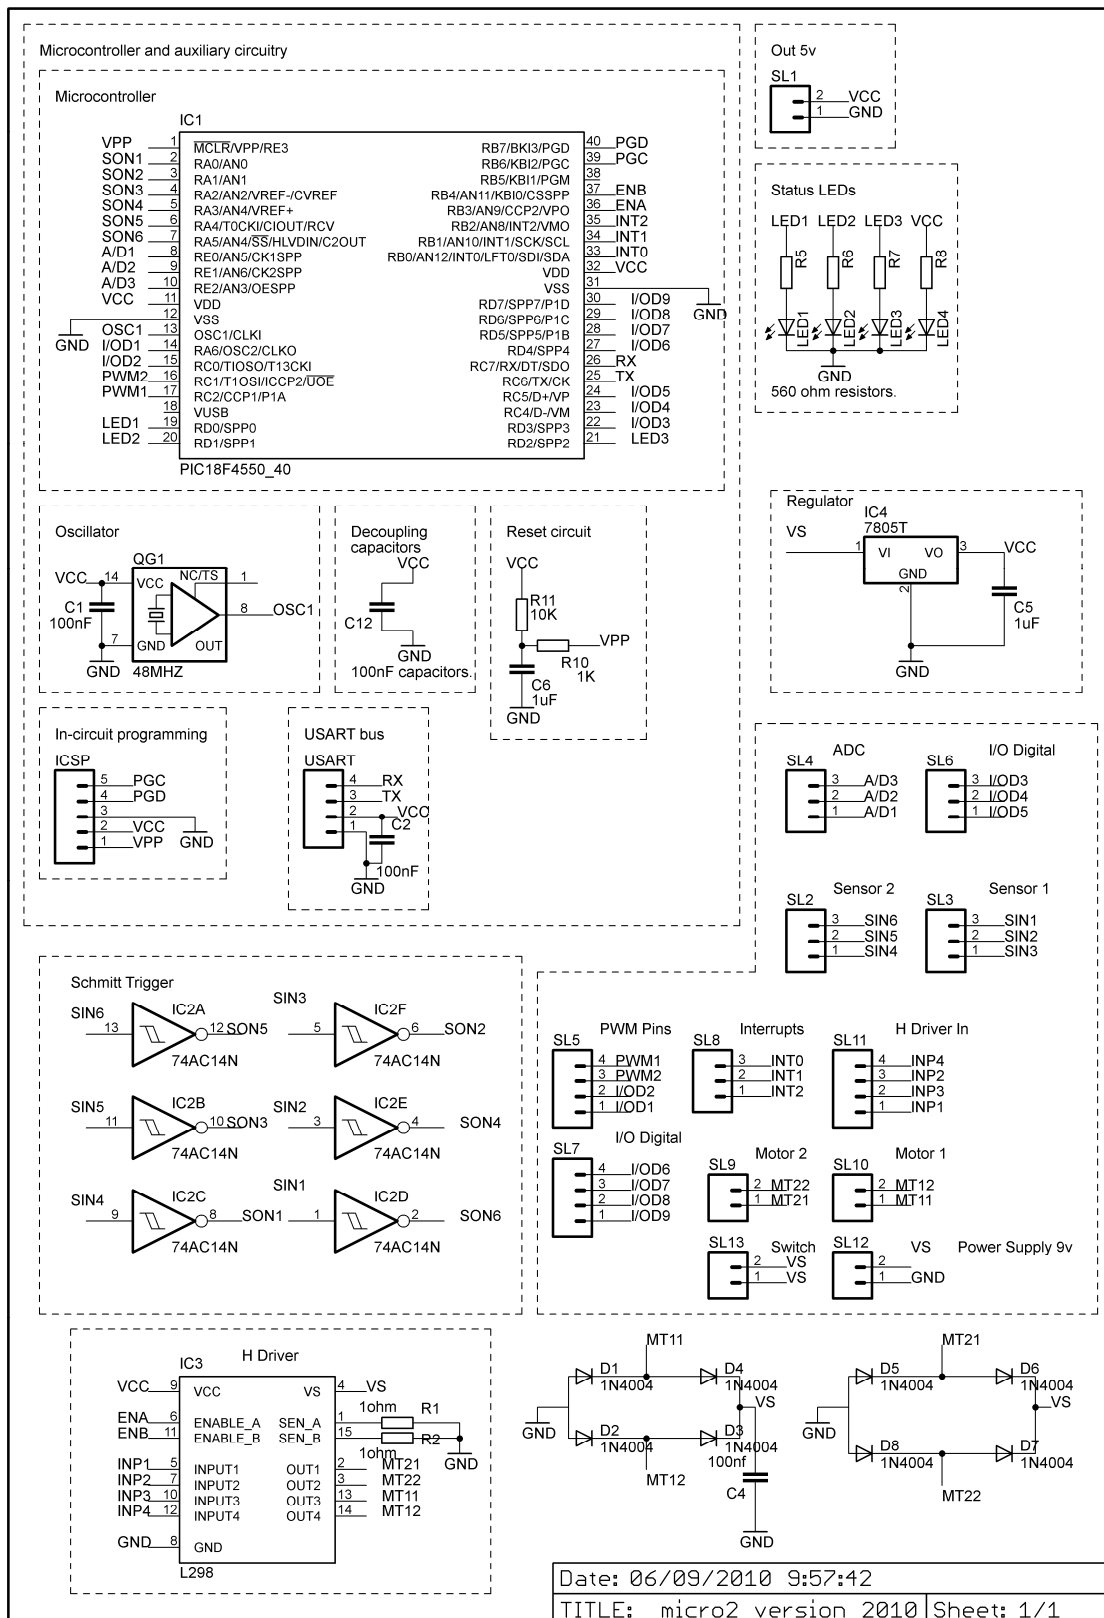 Microcontroller and auxiliary circuitry
Microcontroller
IC1
VPP 1 MCLR/VPP/RE3 RB7/BKI3/PGD 40 PGD
SON1 2 RA0/AN0 RB6/KBI2/PGC 39 PGC
SON2 3 RA1/AN1 RB5/KBI1/PGM 38
SON3 4 RA2/AN2/VREF-/CVREF RB4/AN11/KBI0/CSSPP 37 ENB
SON4 5 RA3/AN4/VREF+ RB3/AN9/CCP2/VPO 36 ENA
SON5 6 RA4/T0CKI/CIOUT/RCV RB2/AN8/INT2/VMO 35 INT2
SON6 7 RA5/AN4/SS/HLVDIN/C2OUT RB1/AN10/INT1/SCK/SCL 34 INT1
A/D1 8 RE0/AN5/CK1SPP RB0/AN12/INT0/LFT0/SDI/SDA 33 INT0
A/D2 9 RE1/AN6/CK2SPP VDD 32 VCC
A/D3 10 RE2/AN3/OESPP VSS 31
VCC 11 VDD RD7/SPP7/P1D 30 I/OD9
12 VSS RD6/SPP6/P1C 29 I/OD8 GND
OSC1 13 OSC1/CLKI RD5/SPP5/P1B 28 I/OD7
GND I/OD1 14 RA6/OSC2/CLKO RD4/SPP4 27 I/OD6
I/OD2 15 RC0/TIOSO/T13CKI RC7/RX/DT/SDO 26 RX
PWM2 16 RC1/T1OSI/ICCP2/UOE RC6/TX/CK 25 TX
PWM1 17 RC2/CCP1/P1A RC5/D+/VP 24 I/OD5
18 VUSB RC4/D-/VM 23 I/OD4
LED1 19 RD0/SPP0 RD3/SPP3 22 I/OD3
LED2 20 RD1/SPP1 RD2/SPP2 21 LED3
PIC18F4550_40
Out 5v
SL1
2 VCC
1 GND
Status LEDs
LED1 LED2 LED3 VCC
R5 R6 R7 R8
LED1 LED2 LED3 LED4
GND
560 ohm resistors.
Oscillator
QG1
VCC 14 VCC NC/TS 1
C1
100nF
8 OSC1
7 GND OUT
GND
48MHZ
Decoupling
capacitors
VCC
C12
GND
100nF capacitors.
Reset circuit
VCC
R11
10K
VPP
R10
1K
C6
1uF
GND
Regulator
IC4
7805T
VS 1 VI VO 3 VCC
GND
2
C5
1uF
GND
In-circuit programming
ICSP
5 PGC
4 PGD
3
2 VCC GND
1 VPP
USART bus
USART
4 RX
3 TX
2 VCC
1 C2
100nF
GND
SL4 ADC
3 A/D3
2 A/D2
1 A/D1
SL6 I/O Digital
3 I/OD3
2 I/OD4
1 I/OD5
SL2 Sensor 2
3 SIN6
2 SIN5
1 SIN4
SL3 Sensor 1
3 SIN1
2 SIN2
1 SIN3
Schmitt Trigger
SIN6 IC2A
13 12 SON5
74AC14N
SIN3 IC2F
5 6 SON2
74AC14N
SIN5 IC2B
11 10 SON3
74AC14N
SIN2 IC2E
3 4 SON4
74AC14N
SIN4 IC2C
9 8 SON1
74AC14N
SIN1 IC2D
1 2 SON6
74AC14N
SL5 PWM Pins
4 PWM1
3 PWM2
2 I/OD2
1 I/OD1
SL8 Interrupts
3 INT0
2 INT1
1 INT2
SL11 H Driver In
4 INP4
3 INP2
2 INP3
1 INP1
SL7 I/O Digital
4 I/OD6
3 I/OD7
2 I/OD8
1 I/OD9
SL9 Motor 2
2 MT22
1 MT21
SL10 Motor 1
2 MT12
1 MT11
SL13 Switch
2 VS
1 VS
SL12 VS Power Supply 9v
2
1 GND
H Driver
IC3
VCC 9 VCC VS 4 VS
1ohm R1
ENA 6 ENABLE_A SEN_A 1
ENB 11 ENABLE_B SEN_B 15 R2
1ohm GND
INP1 5 INPUT1 OUT1 2 MT21
INP2 7 INPUT2 OUT2 3 MT22
INP3 10 INPUT3 OUT3 13 MT11
INP4 12 INPUT4 OUT4 14 MT12
GND 8 GND
L298
MT11
D1 D4
1N4004 1N4004
VS
GND
D2 D3
1N4004 1N4004
100nf
MT12
C4
GND
MT21
D5 D6
1N4004 1N4004
VS
GND
D8 D7
1N4004 1N4004
MT22
Date: 06/09/2010 9:57:42
TITLE: micro2 version 2010 Sheet: 1/1